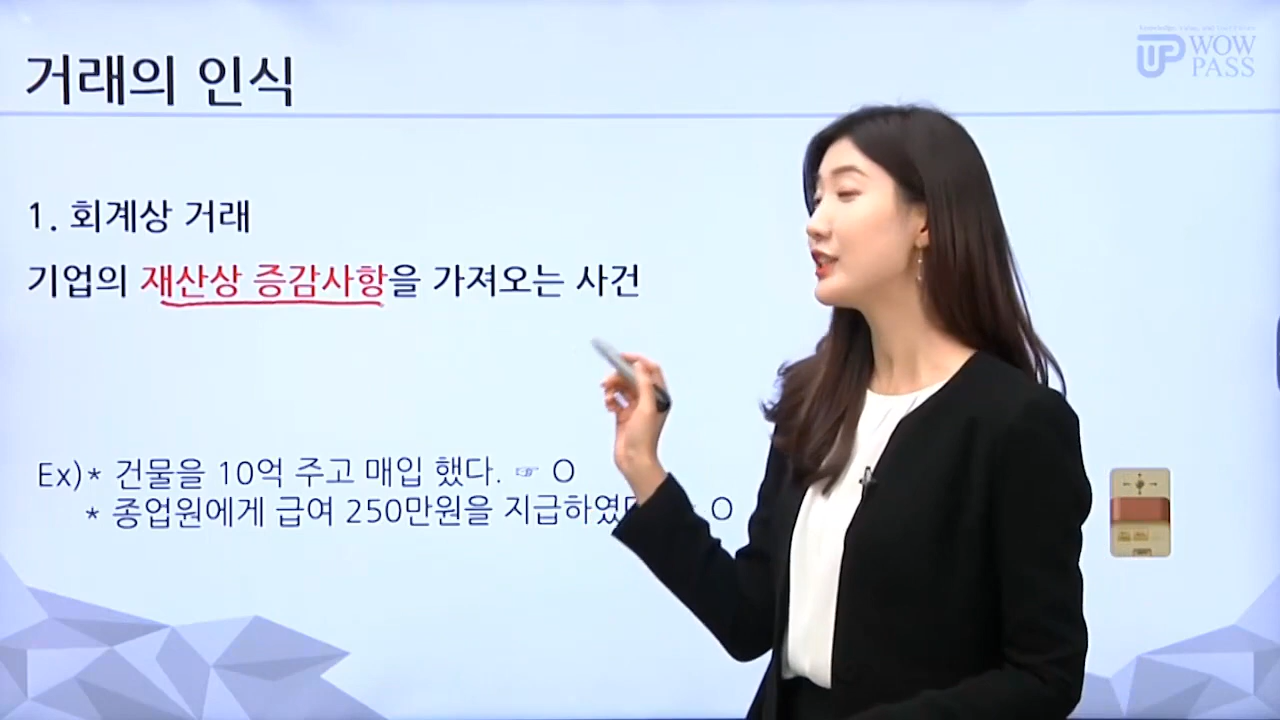 거래의 인식
WOW
PASS
1. 회계상 거래
기업의 재산상 증감사항을 가져오는 사건
Ex)* 건물을 10억 주고 매입 했다. ☞ O
* 종업원에게 급여 250만원을 지급하였 O